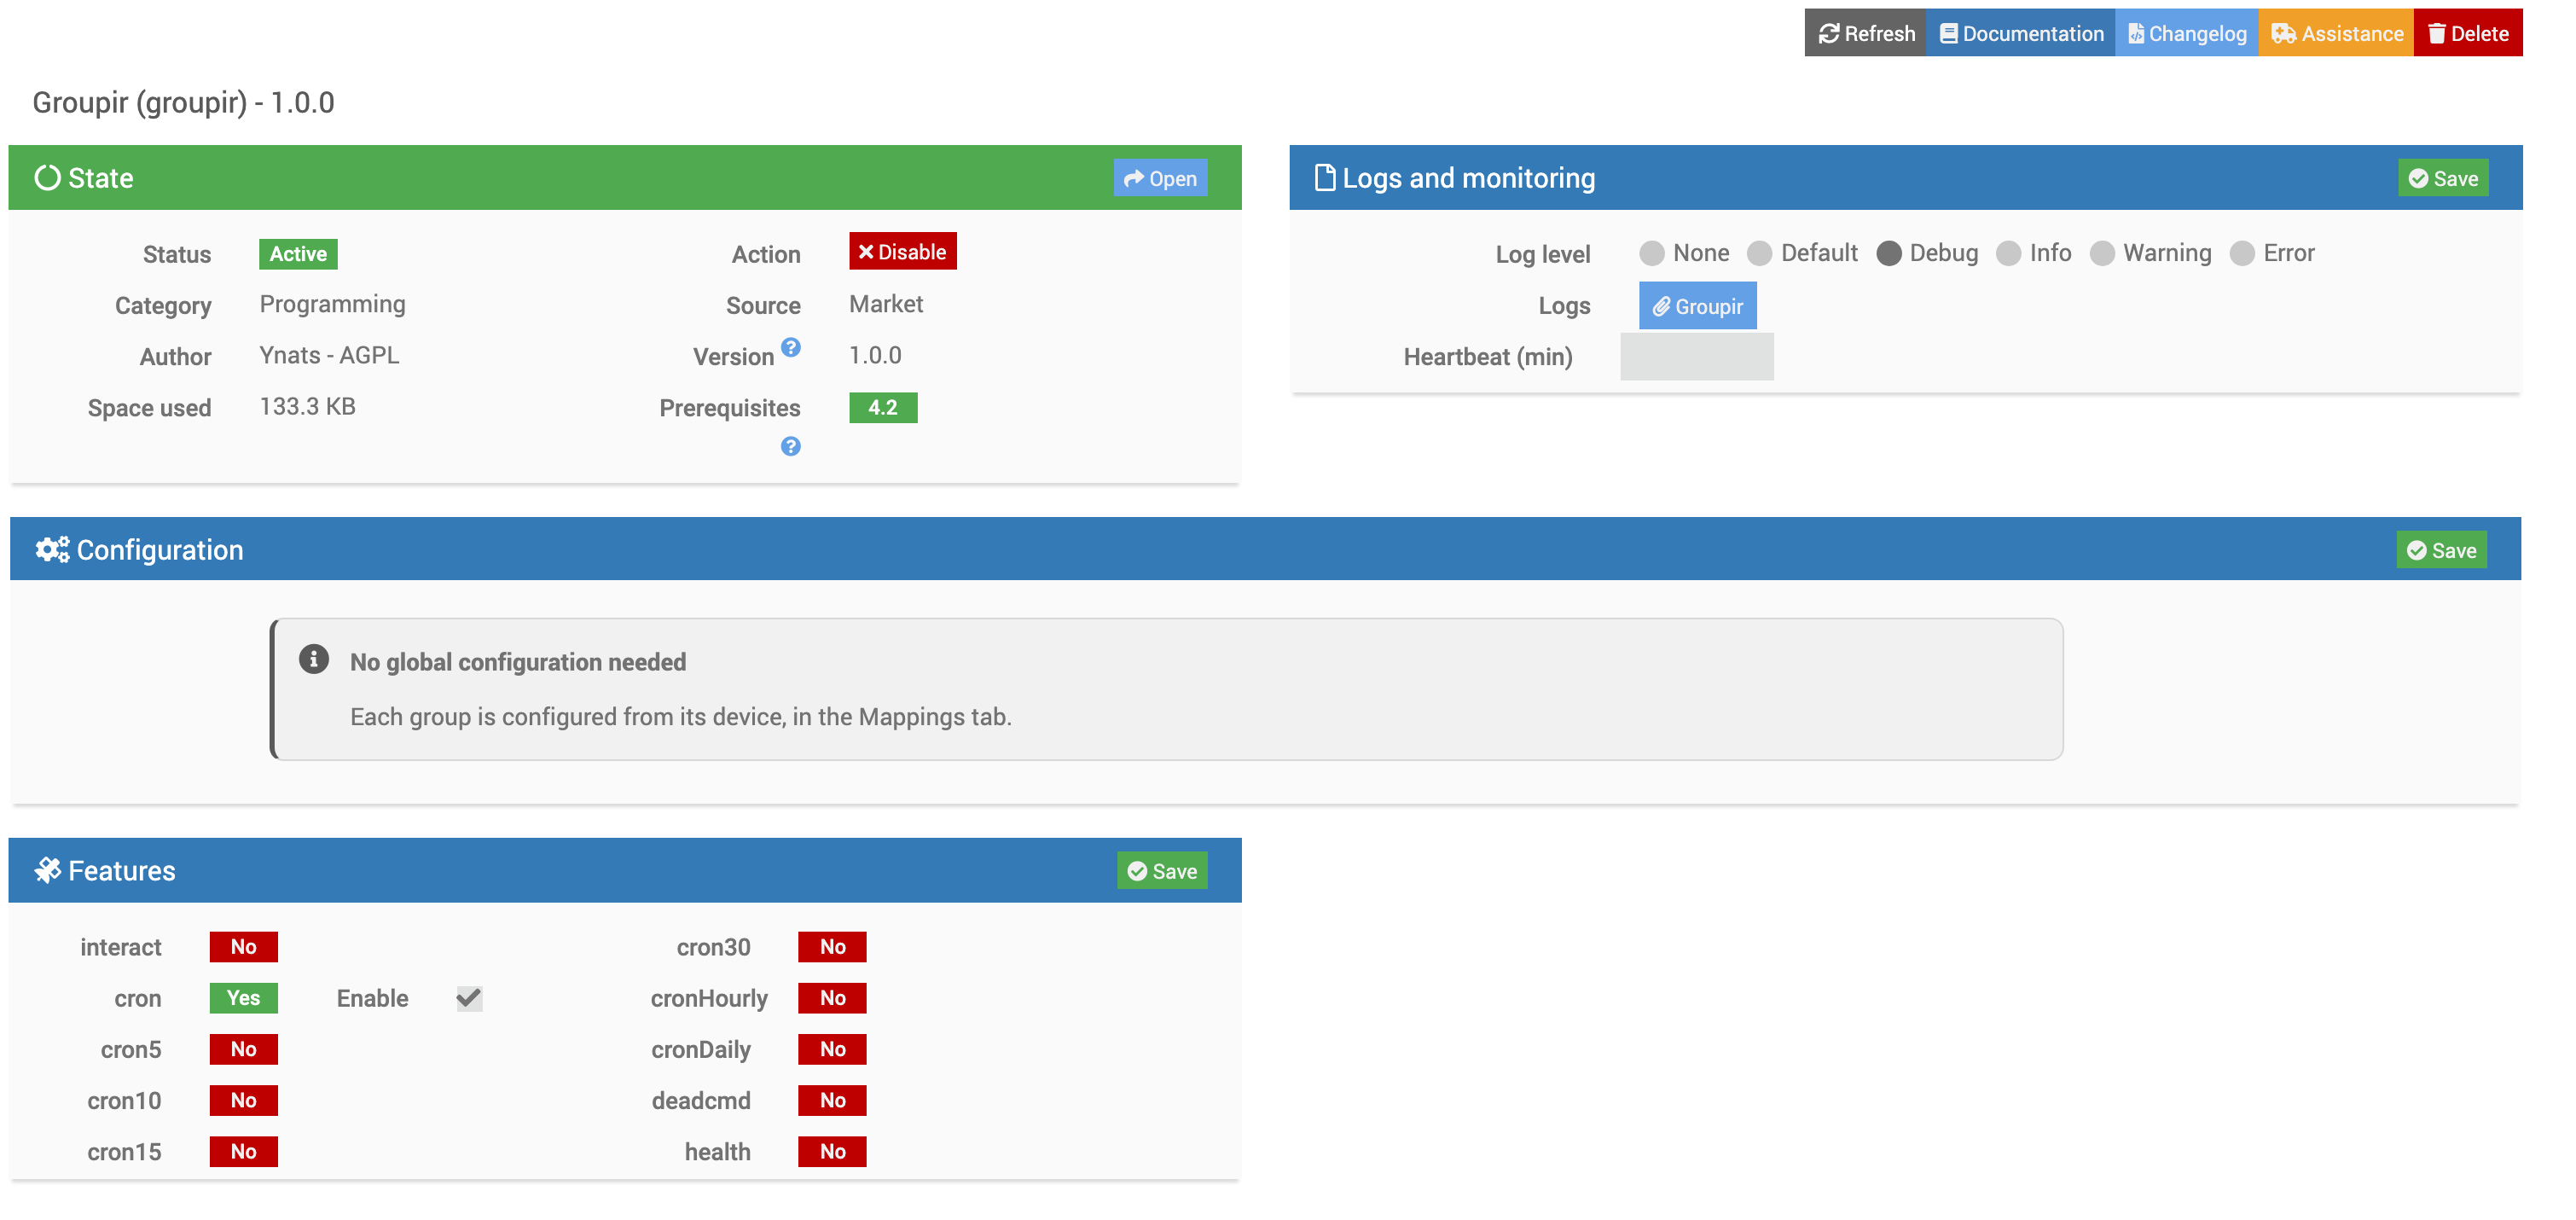 Refresh Documentation Changelog Assistance Delete
Groupir (groupir) - 1.0.0
State Open
Status Active Action Disable
Category Programming Source Market
Author Ynats - AGPL Version ? 1.0.0
Space used 133.3 KB Prerequisites 4.2
?
Logs and monitoring Save
Log level None Default Debug Info Warning Error
Logs Groupir
Heartbeat (min)
Configuration Save
No global configuration needed
Each group is configured from its device, in the Mappings tab.
Features Save
interact No cron30 No
cron Yes Enable cronHourly No
cron5 No cronDaily No
cron10 No deadcmd No
cron15 No health No